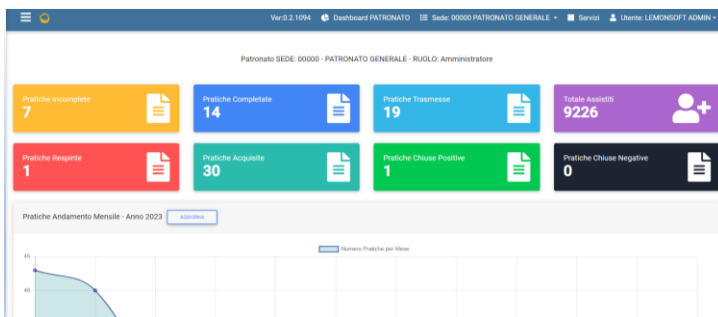 Ver:0.2.1094 Dashboard PATRONATO Sede: 00000 PATRONATO GENERALE Servizi Utente: LEMONSOFT ADMIN
Patronato SEDE: 00000 - PATRONATO GENERALE - RUOLO: Amministratore
Pratiche Incomplete
7
Pratiche Completate
14
Pratiche Trasmesse
19
Totale Assistiti
9226
Pratiche Respinte
1
Pratiche Acquisite
30
Pratiche Chiuse Positive
1
Pratiche Chiuse Negative
0
Pratiche Andamento Mensile - Anno 2023 AGGIORNA
Numero Pratiche per Mese
45
40